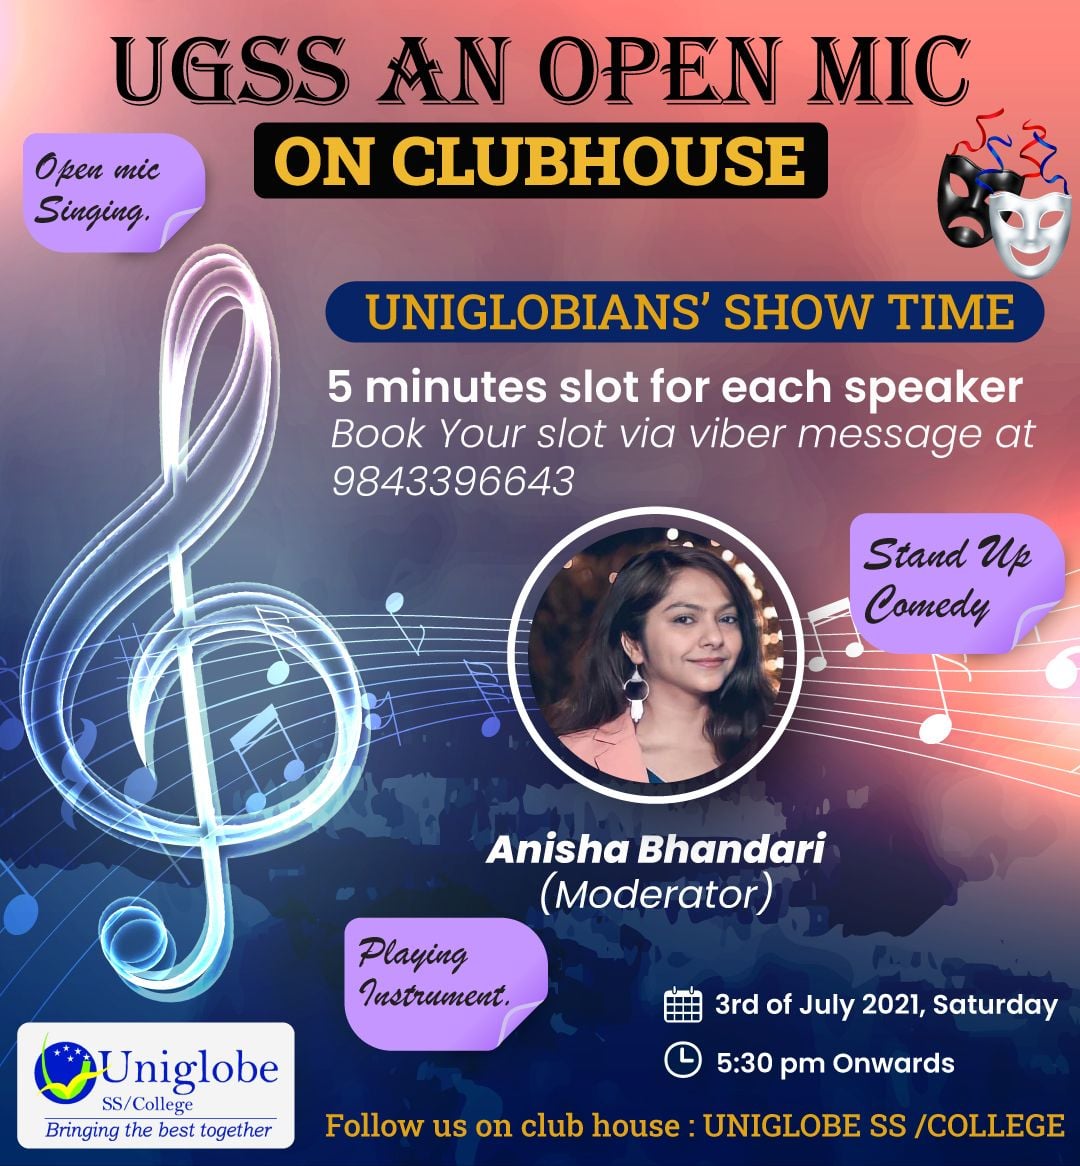 UGSS AN OPEN MIC
ON CLUBHOUSE
Open mic
Singing.
UNIGLOBIANS’ SHOW TIME
5 minutes slot for each speaker
Book Your slot via viber message at
9843396643
Stand Up
Comedy
Anisha Bhandari
(Moderator)
Playing
Instrument.
3rd of July 2021, Saturday
5:30 pm Onwards
Uniglobe
SS/College
Bringing the best together
Follow us on club house : UNIGLOBE SS /COLLEGE